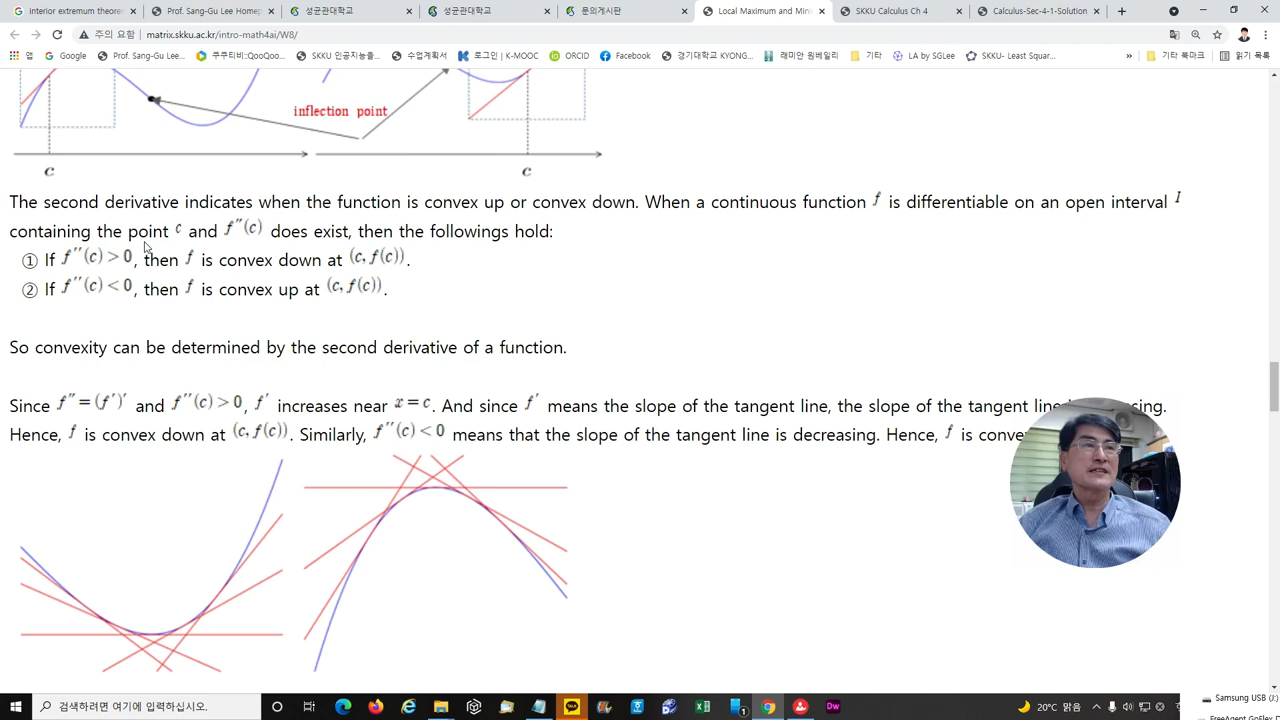 interior extremum theorem
Prof. Sang-Gu Lee Homep
성균관대학교
성균관대학교
문의게시판
Local Maximum and Mini
SKKU Calculus Ch 4
Calculus-Sec-4-1-Solution
주의 요함 | matrix.skku.ac.kr/intro-math4ai/W8/
앱 Google Prof. Sang-Gu Lee... 쿠쿠티비:QooQoo... SKKU 인공지능을... 수업계획서 로그인 | K-MOOC ORCID Facebook 경기대학교 KYONG... 래미안 원베일리 기타 LA by SGLee SKKU- Least Squar... » 기타 북마크 읽기 목록
inflection point
c c
The second derivative indicates when the function is convex up or convex down. When a continuous function f is differentiable on an open interval I
containing the point c and f''(c) does exist, then the followings hold:
① If f''(c)>0, then f is convex down at (c, f(c)).
② If f''(c)<0, then f is convex up at (c, f(c)).
So convexity can be determined by the second derivative of a function.
Since f''=(f')' and f''(c)>0, f' increases near x=c. And since f' means the slope of the tangent line, the slope of the tangent line sing.
Hence, f is convex down at (c, f(c)). Similarly, f''(c)<0 means that the slope of the tangent line is decreasing. Hence, f is conve
검색하려면 여기에 입력하십시오.
TALK
Dw
20°C 맑음
Samsung USB (J:)